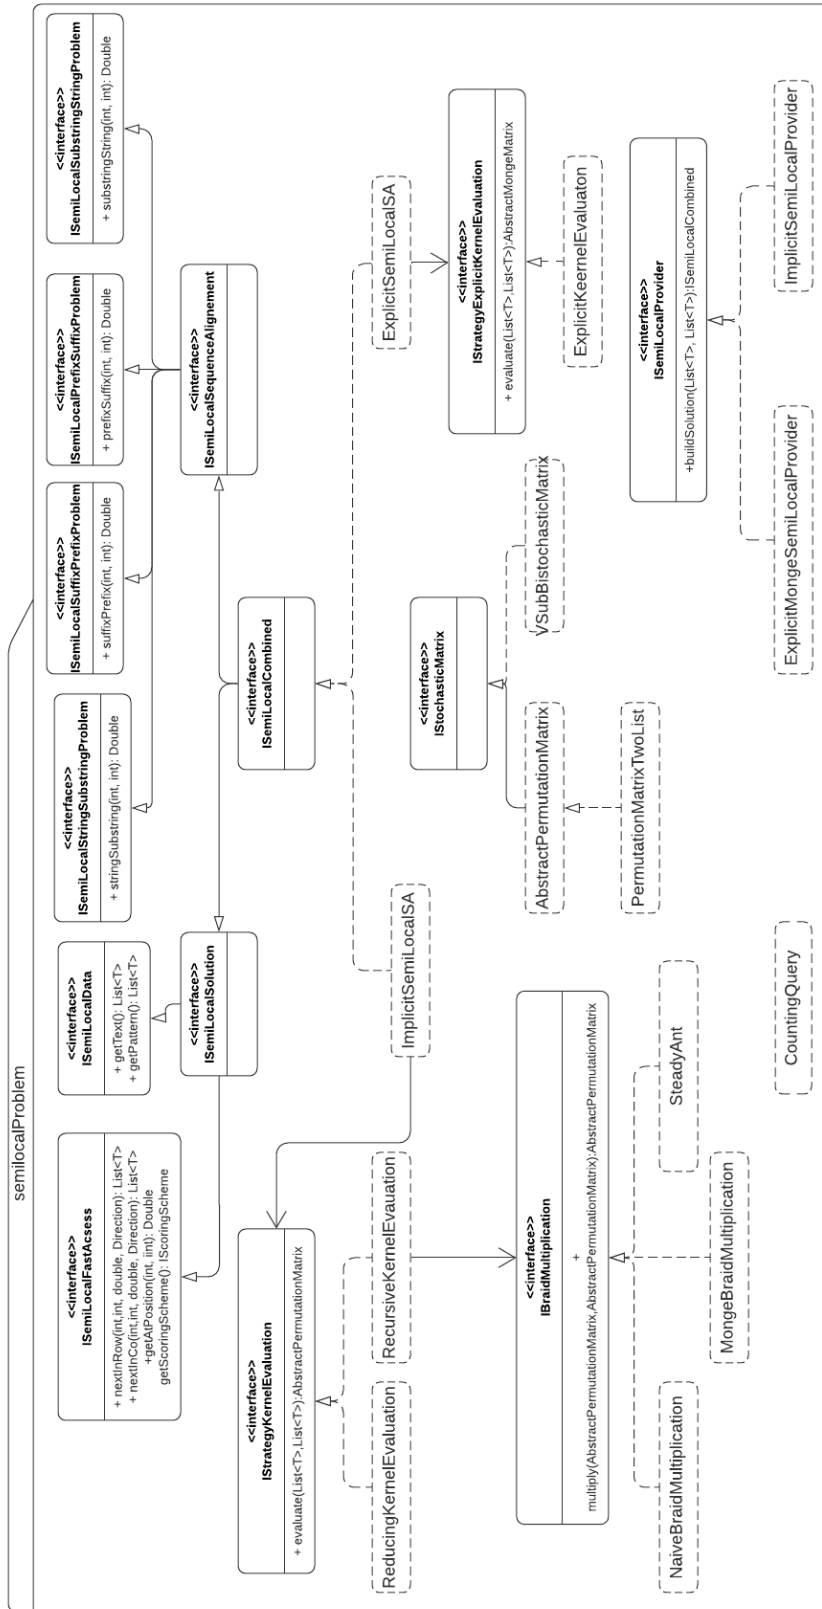 semilocalProblem
<<interface>>
ISemiLocalFastAcsess
+ nextInRow(int,int, double, Direction): List<T>
+ nextInCo(int,int, double, Direction): List<T>
+getAtPosition(int, iint): Double
getScoringScheme(): IScoringScheme
<<interface>>
ISemiLocalData
+ getText(): List<T>
+ getPattern(): List<T>
<<interface>>
ISemiLocalStringSubstringProblem
+ stringSubstring(int, int): Double
<<interface>>
ISemiLocalSuffixPrefixProblem
+ suffixPrefix(int, int): Double
<<interface>>
ISemiLocalPrefixSuffixProblem
+ prefixSuffix(int, int): Double
<<interface>>
ISemiLocalSubstringStringProblem
+ substringString(int, int): Double
<<interface>>
ISemiLocalSolution
<<interface>>
ISemiLocalSequenceAlignement
<<interface>>
IStrategyKernelEvaluation
+ evaluate(List<T>,List<T>):AbstractPermutationMatrix
<<interface>>
ISemiLocalCombined
ReducingKernelEvaluation
RecursiveKernelEvauation
ImplicitSemiLocalSA
ExplicitSemiLocalSA
<<interface>>
IStochasticMatrix
<<interface>>
IStrategyExplicitKernelEvaluation
+ evaluate(List<T>,List<T>):AbstractMongeMatrix
<<interface>>
IBraidMultiplication
+
multiply(AbstractPermutationMatrix,AbstractPermutationMatrix):AbstractPermutationMatrix
AbstractPermutationMatrix
VSubBistochasticMatrix
ExplicitKeernelEvaluaton
PermutationMatrixTwoList
<<interface>>
ISemiLocalProvider
+buildSolution(List<T>, List<T>):ISemiLocalCombined
NaiveBraidMultiplication
SteadyAnt
MongeBraidMultiplication
CountingQuery
ExplicitMongeSemiLocalProvider
ImplicitSemiLocalProvider